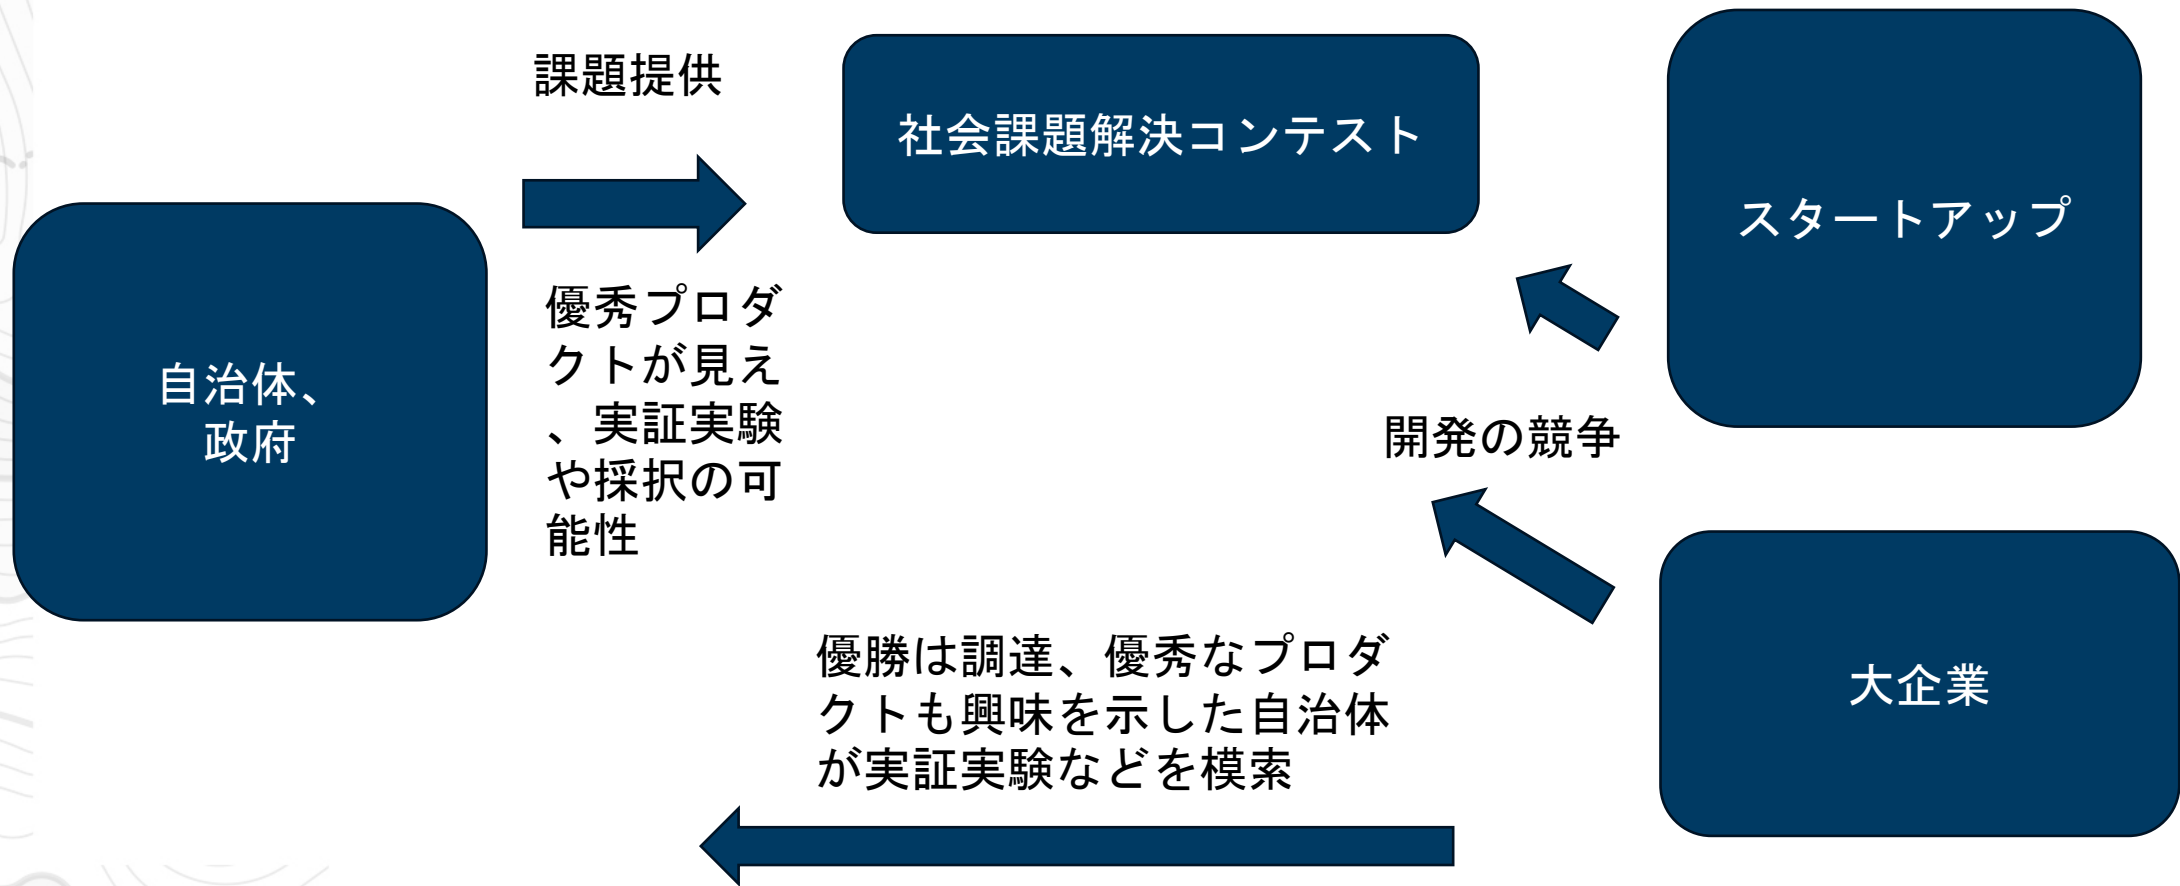 課題提供
社会課題解決コンテスト
スタートアップ
自治体、
政府
優秀プロダ
クトが見え
、実証実験
や採択の可
能性
開発の競争
大企業
優勝は調達、優秀なプロダ
クトも興味を示した自治体
が実証実験などを模索